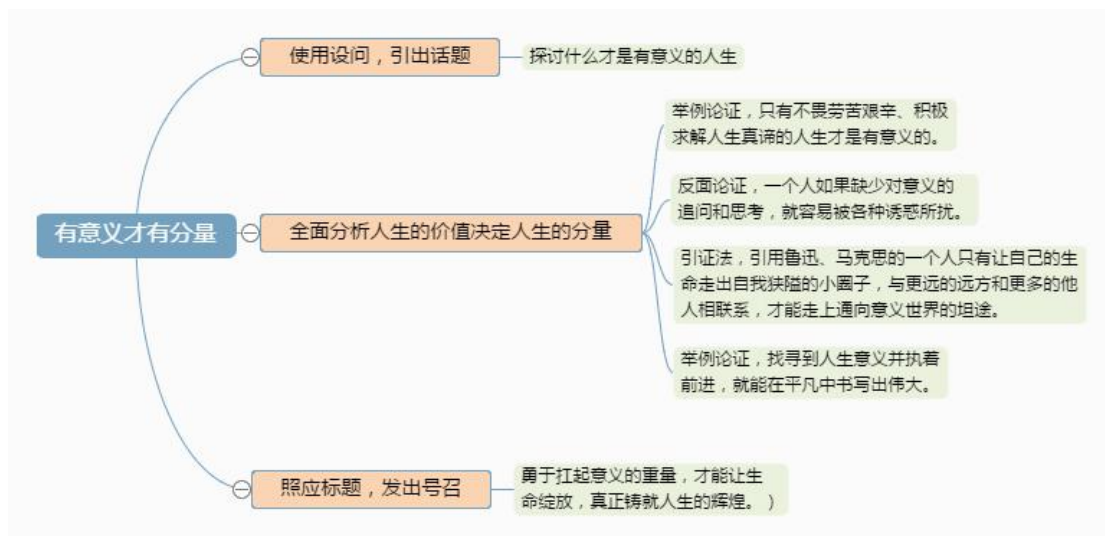 使用设问，引出话题
探讨什么才是有意义的人生
举例论证，只有不畏劳苦艰辛、积极
求解人生真谛的人生才是有意义的。
反面论证，一个人如果缺少对意义的
追问和思考，就容易被各种诱惑所扰。
有意义才有分量
全面分析人生的价值决定人生的分量
引证法，引用鲁迅、马克思的一个人只有让自己的生
命走出自我狭隘的小圈子，与更远的远方和更多的他
人相联系，才能走上通向意义世界的坦途。
举例论证，找寻到人生意义并执着
前进，就能在平凡中书写出伟大。
照应标题，发出号召
勇于扛起意义的重量，才能让生
命绽放，真正铸就人生的辉煌。）